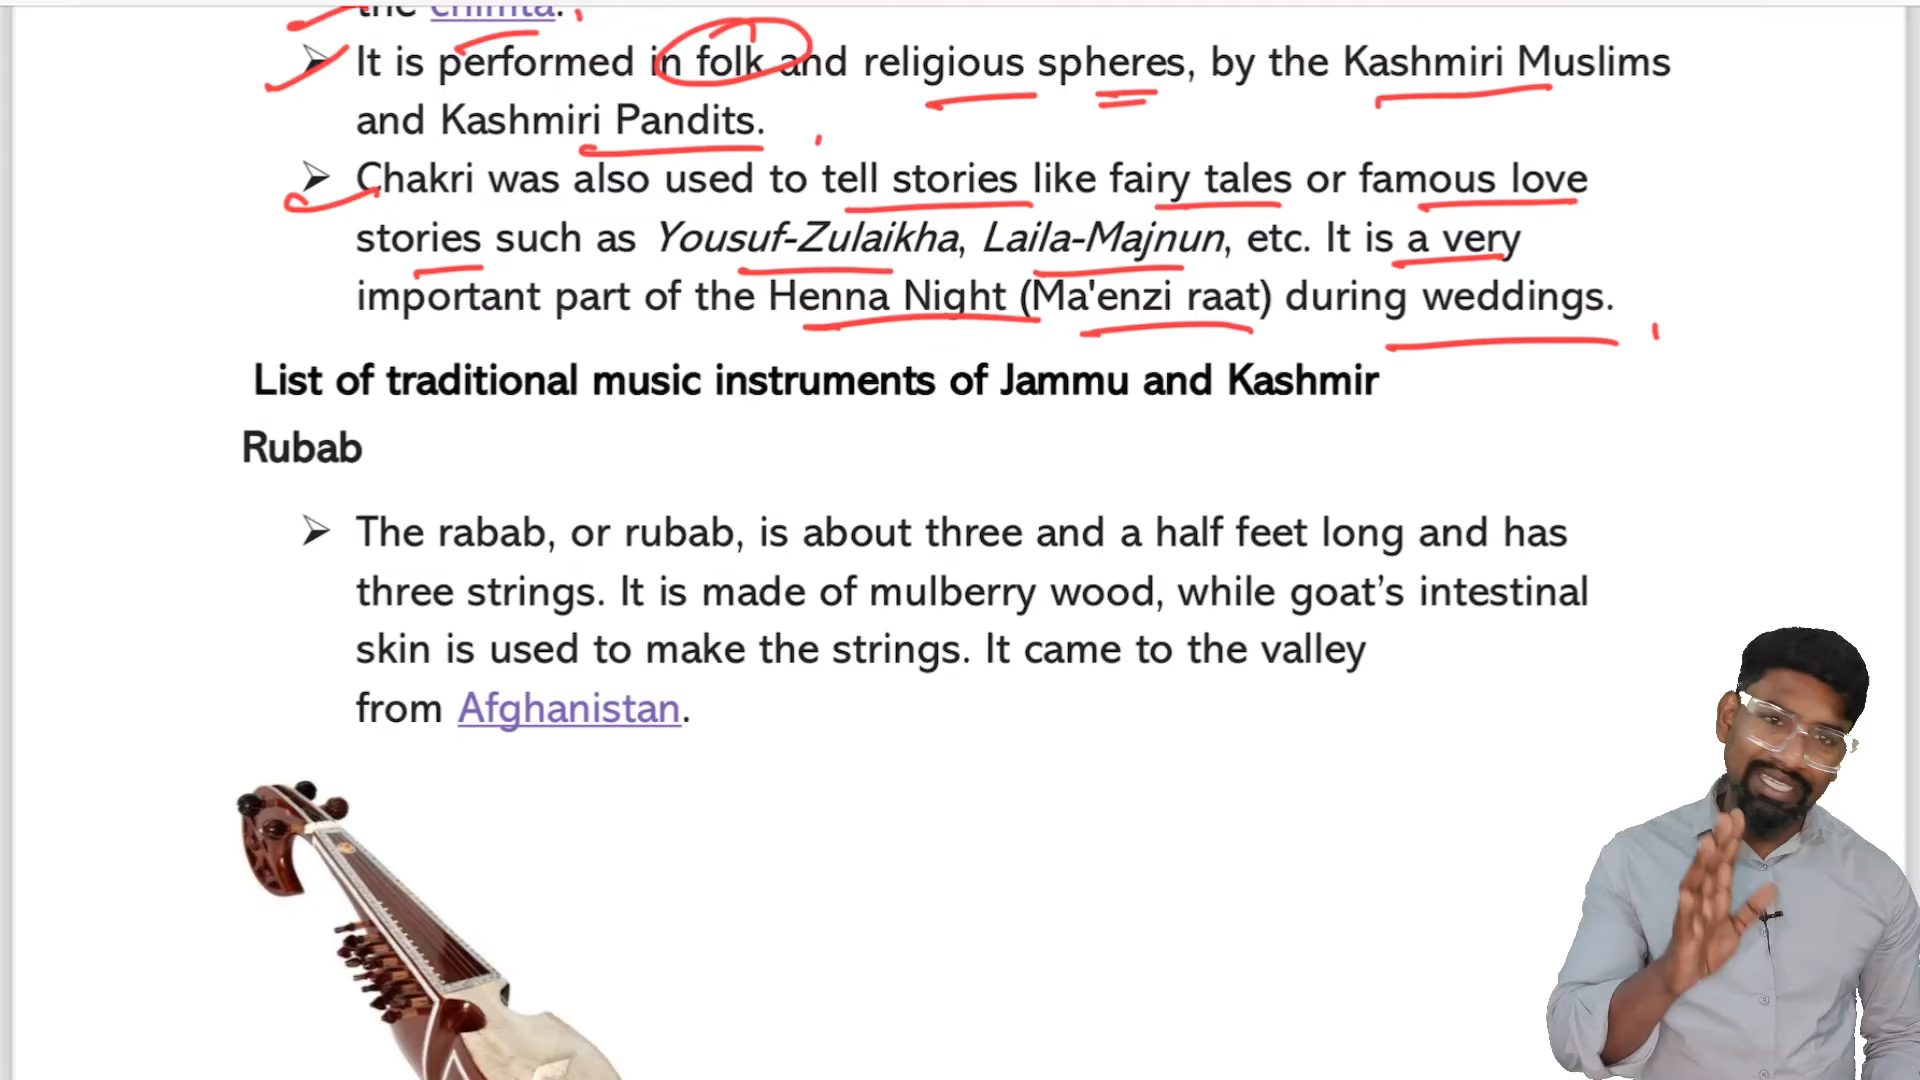 the chimta.
It is performed in folk and religious spheres, by the Kashmiri Muslims
and Kashmiri Pandits.
Chakri was also used to tell stories like fairy tales or famous love
stories such as Yousuf-Zulaikha, Laila-Majnun, etc. It is a very
important part of the Henna Night (Ma'enzi raat) during weddings.
List of traditional music instruments of Jammu and Kashmir
Rubab
The rabab, or rubab, is about three and a half feet long and has
three strings. It is made of mulberry wood, while goat’s intestinal
skin is used to make the strings. It came to the valley
from Afghanistan.